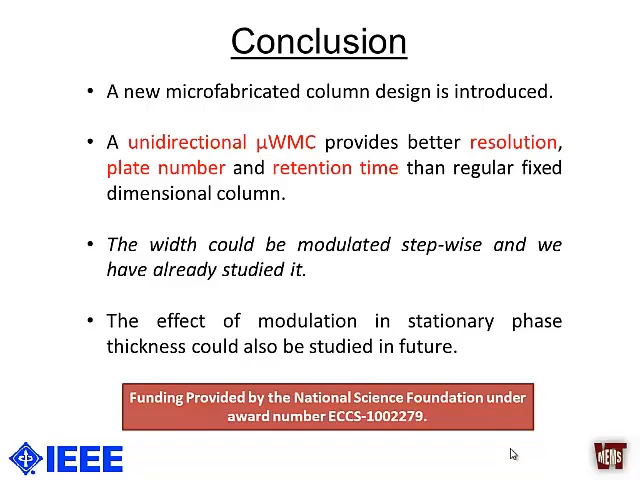 Conclusion
• A new microfabricated column design is introduced.
• A unidirectional µWMC provides better resolution,
plate number and retention time than regular fixed
dimensional column.
• The width could be modulated step-wise and we
have already studied it.
• The effect of modulation in stationary phase
thickness could also be studied in future.
Funding Provided by the National Science Foundation under
award number ECCS-1002279.
IEEE
MEMS